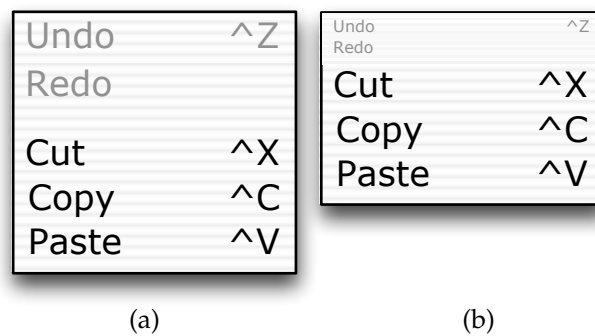 Undo ^Z
Redo
Cut ^X
Copy ^C
Paste ^V
(a)
Undo ^Z
Redo
Cut ^X
Copy ^C
Paste ^V
(b)